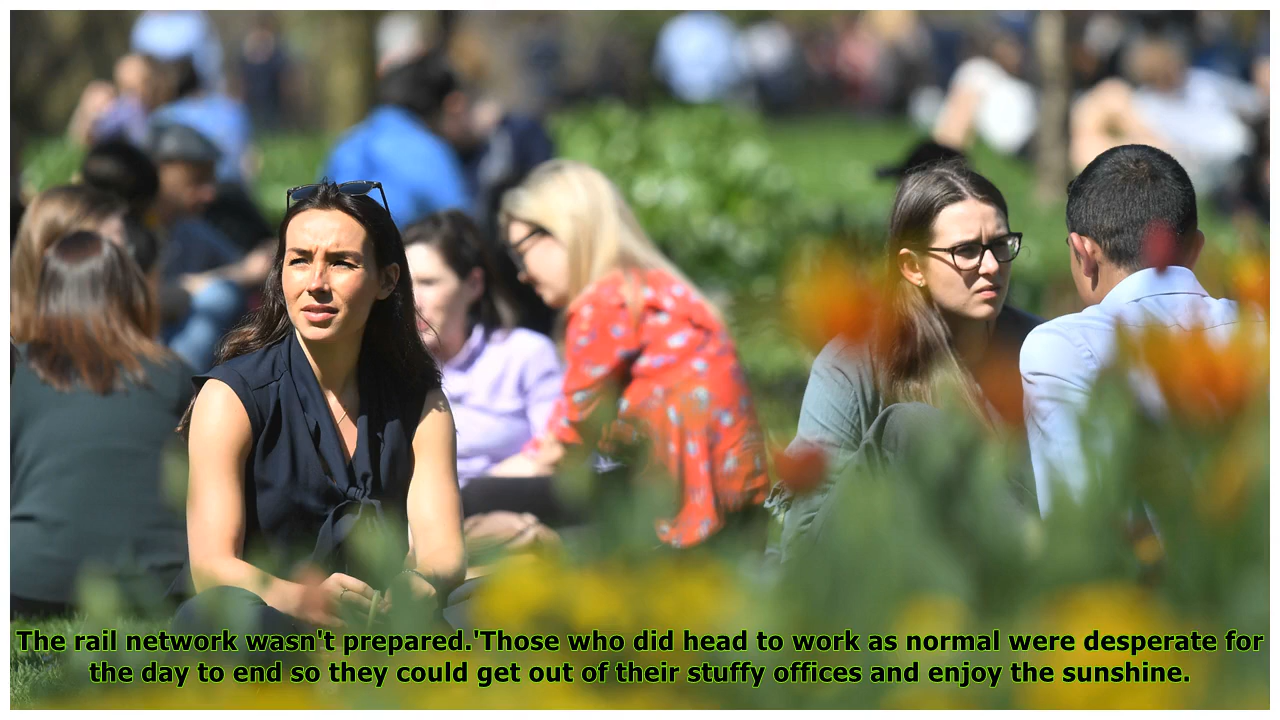 The rail network wasn't prepared.'Those who did head to work as normal were desperate for
the day to end so they could get out of their stuffy offices and enjoy the sunshine.